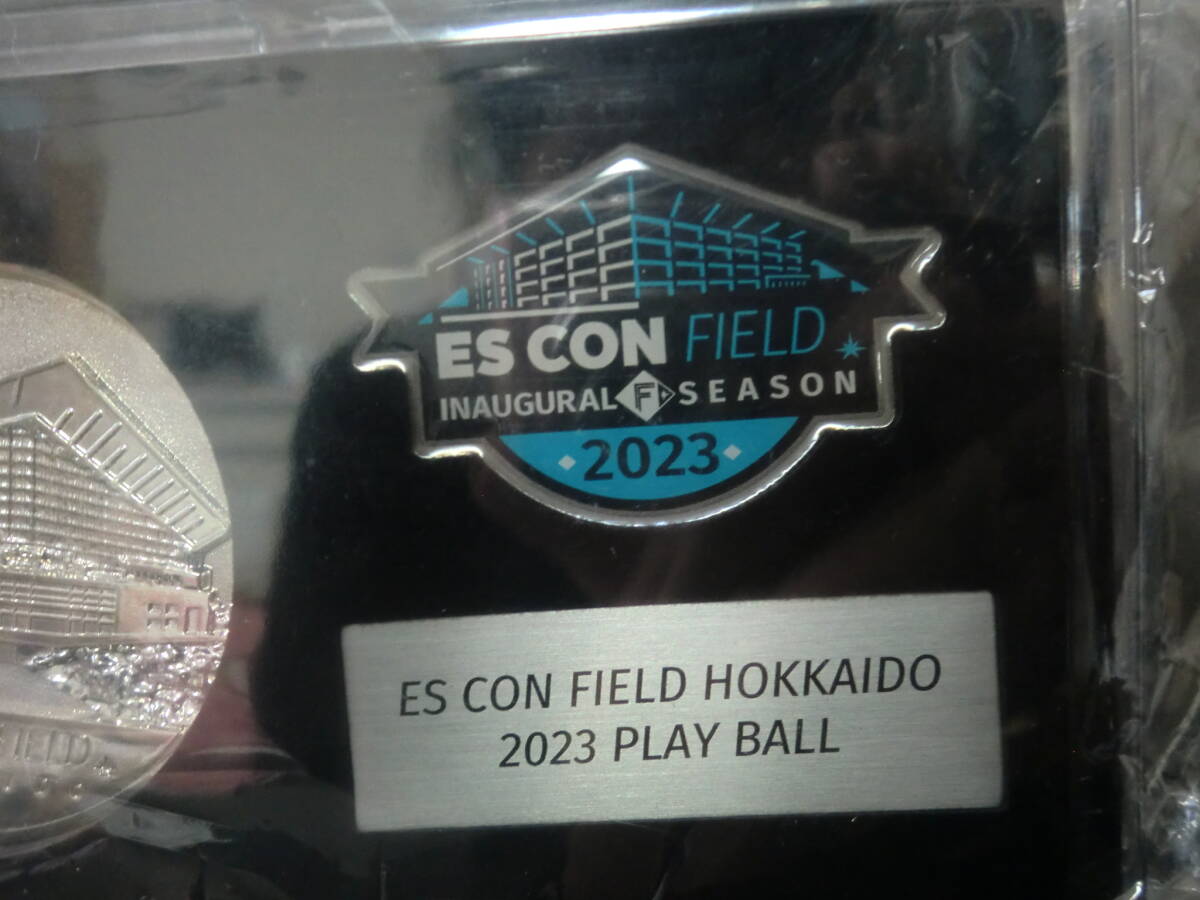 ES CON FIELD
INAUGURAL F SEASON
2023
ES CON FIELD HOKKAIDO
2023 PLAY BALL